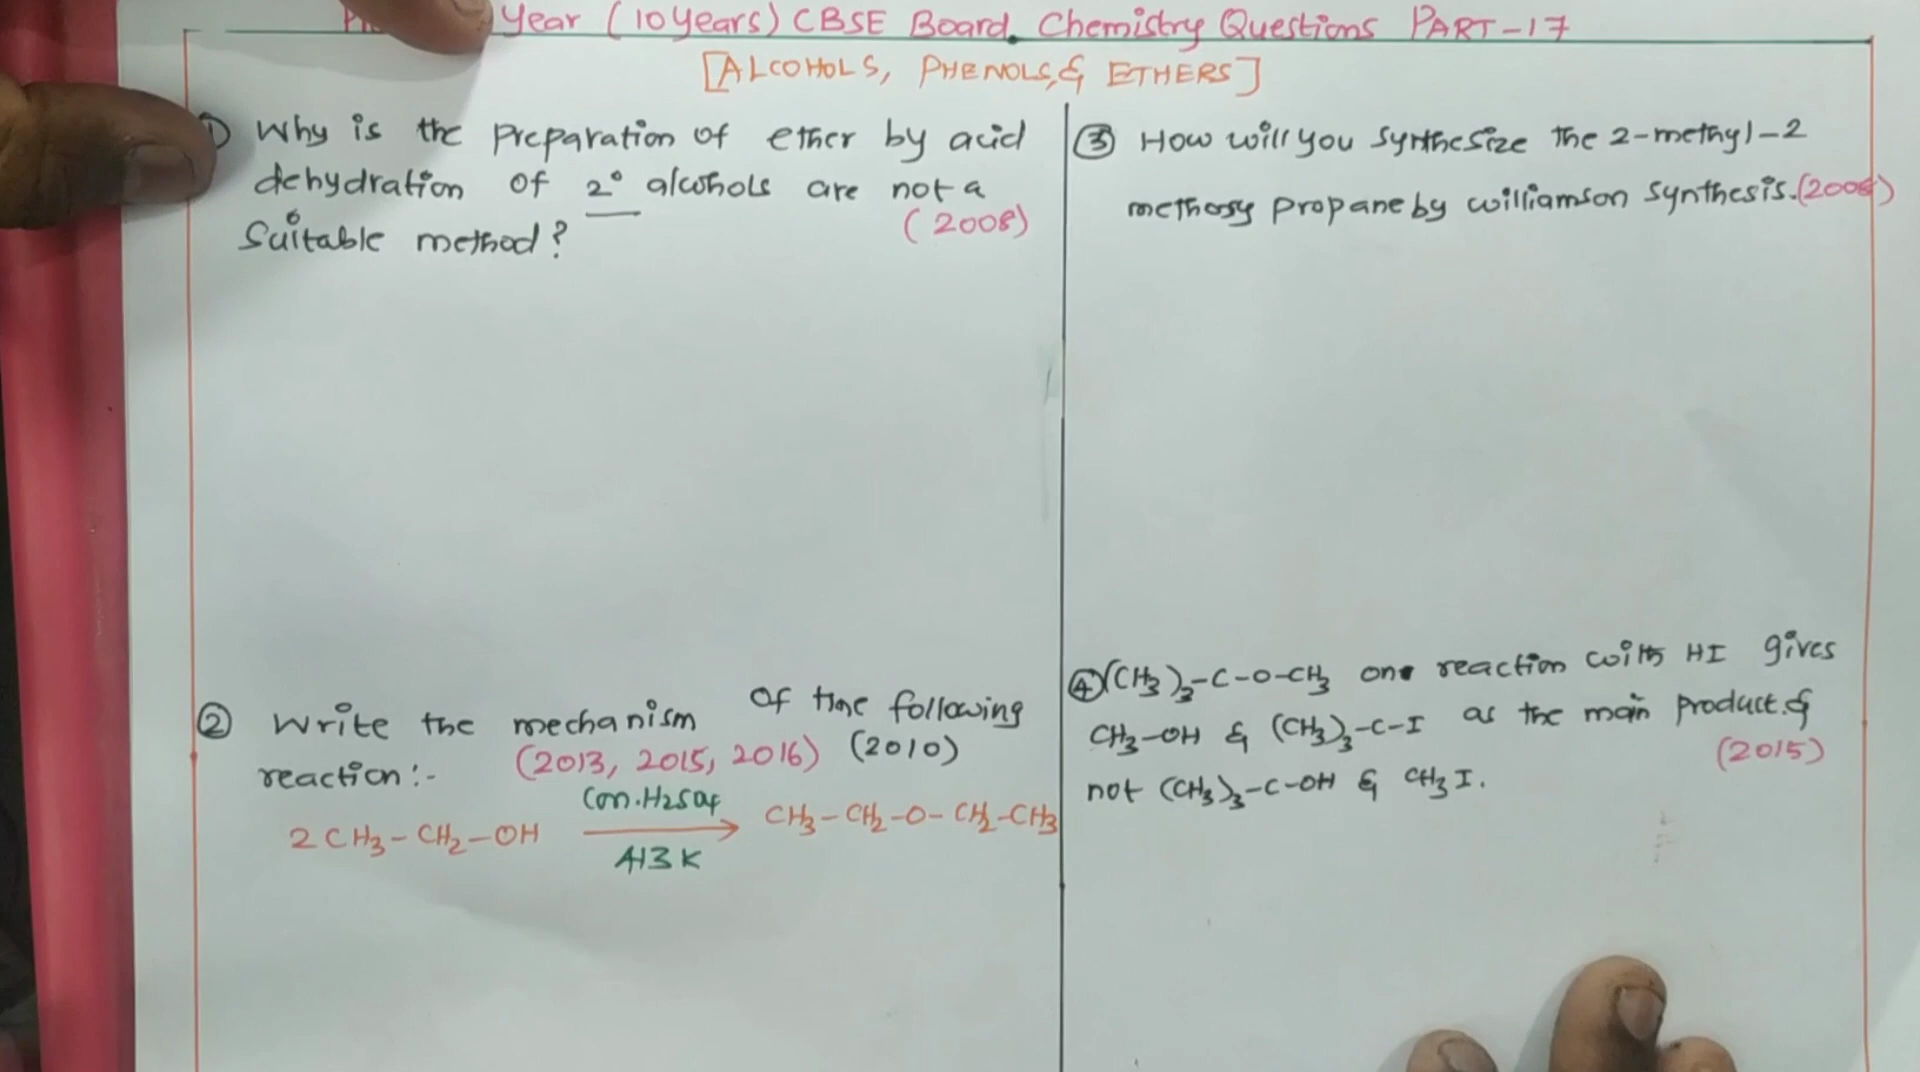 Year (10 years) CBSE Board Chemistry Questions PART-17
[ALCOHOLS, PHENOLS, & ETHERS]
① Why is the preparation of ether by acid
dehydration of 2° alcohols are not a
Suitable method? (2008)
② Write the mechanism of the following
reaction:- (2013, 2015, 2016) (2010)
2CH3-CH2-OH Con.H2SO4 413 K CH3-CH2-O-CH2-CH3
③ How will you synthesize the 2-methyl-2
methoxy propane by williamson synthesis. (2008)
④ (CH3)3-C-O-CH3 one reaction with HI gives
CH3-OH & (CH3)3-C-I as the main product &
not (CH3)3-C-OH & CH3I. (2015)